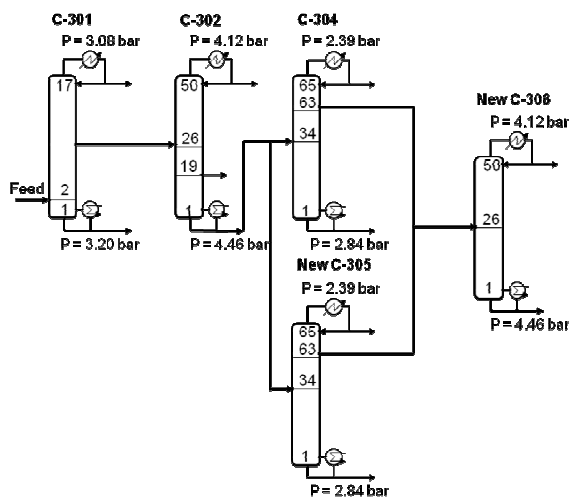 C-301
P = 3.08 bar
17
2
1
Feed
P = 3.20 bar
C-302
P = 4.12 bar
50
26
19
1
P = 4.46 bar
C-304
P = 2.39 bar
65
63
34
1
P = 2.84 bar
New C-305
P = 2.39 bar
65
63
34
1
P = 2.84 bar
New C-306
P = 4.12 bar
50
26
1
P = 4.46 bar